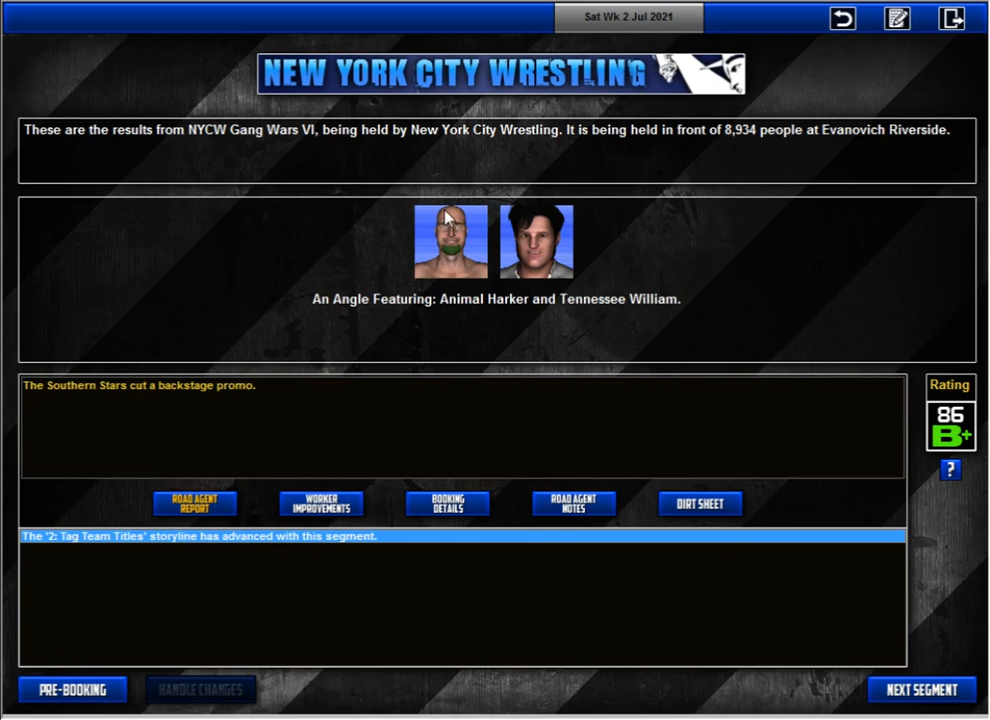 Sat Wk 2 Jul 2021
NEW YORK CITY WRESTLING
These are the results from NYCW Gang Wars VI, being held by New York City Wrestling. It is being held in front of 8,934 people at Evanovich Riverside.
An Angle Featuring: Animal Harker and Tennessee William.
The Southern Stars cut a backstage promo.
Rating
86
B+
?
ROAD AGENT
REPORT
WORKER
IMPROVEMENTS
BOOKING
DETAILS
ROAD AGENT
NOTES
DIRT SHEET
The '2: Tag Team Titles' storyline has advanced with this segment.
PRE-BOOKING
HANDLE CHANGES
NEXT SEGMENT